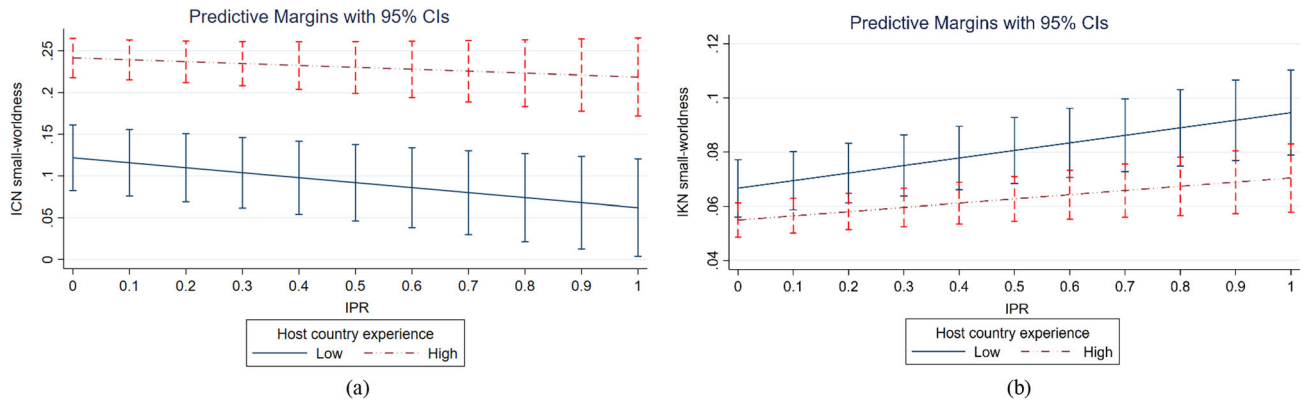 Predictive Margins with 95% CIs
ICN small-worldness
.25
.2
.15
.1
.05
0
0 0.1 0.2 0.3 0.4 0.5 0.6 0.7 0.8 0.9 1
IPR
Host country experience
Low High
(a)
Predictive Margins with 95% CIs
IKN small-worldness
.12
.1
.08
.06
.04
0 0.1 0.2 0.3 0.4 0.5 0.6 0.7 0.8 0.9 1
IPR
Host country experience
Low High
(b)